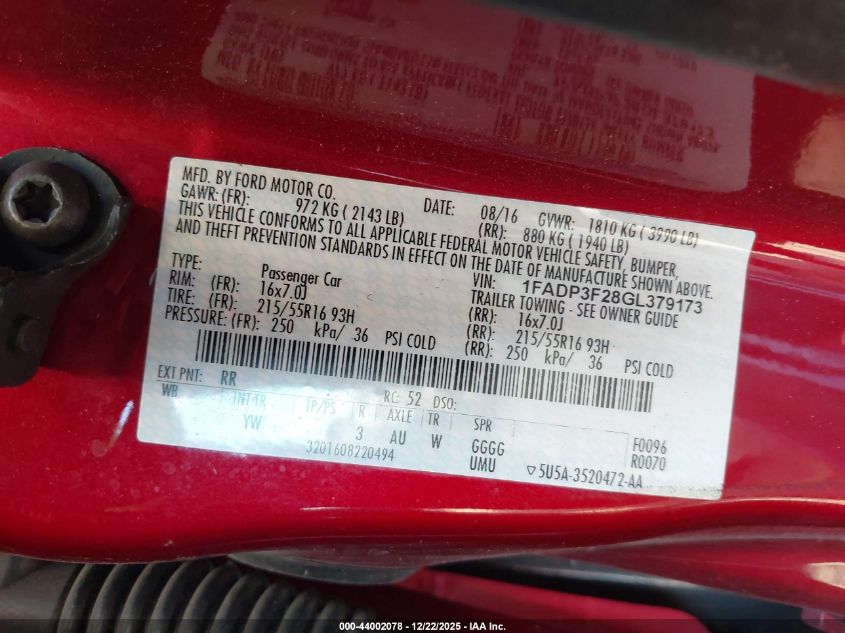 MFD. BY FORD MOTOR CO.
DATE: 08/16 GVWR: 1810 KG ( 3990 LB)
GAWR: (FR): 972 KG ( 2143 LB) (RR): 880 KG ( 1940 LB)
THIS VEHICLE CONFORMS TO ALL APPLICABLE FEDERAL MOTOR VEHICLE SAFETY, BUMPER,
AND THEFT PREVENTION STANDARDS IN EFFECT ON THE DATE OF MANUFACTURE SHOWN ABOVE.
VIN: 1FADP3F28GL379173
TYPE: Passenger Car TRAILER TOWING - SEE OWNER GUIDE
RIM: (FR): 16x7.0J (RR): 16x7.0J
TIRE: (FR): 215/55R16 93H (RR): 215/55R16 93H
PRESSURE: (FR): 250 kPa/ 36 PSI COLD (RR): 250 kPa/ 36 PSI COLD
EXT PNT: RR RC: 52 DSO:
WB INT TR TP/PS R AXLE TR SPR F0096
YW 3 AU W GGGG R0070
3201608220494 UMU ▽5U5A-3520472-AA
000-44002078 - 12/22/2025 - IAA Inc.